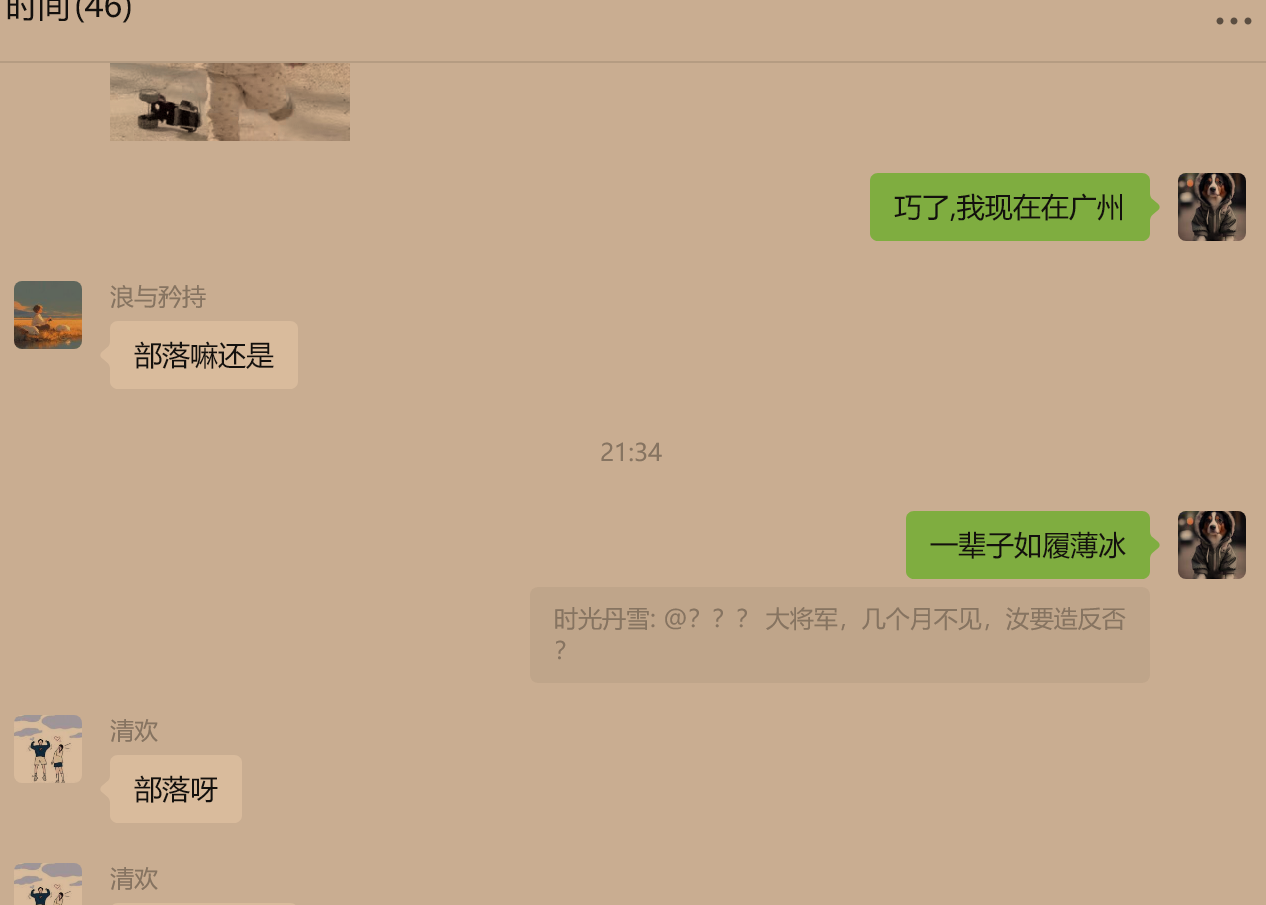 时间(46)
巧了,我现在在广州
浪与矜持
部落嘛还是
21:34
一辈子如履薄冰
时光丹雪: @？？？ 大将军，几个月不见，汝要造反否
？
清欢
部落呀
清欢